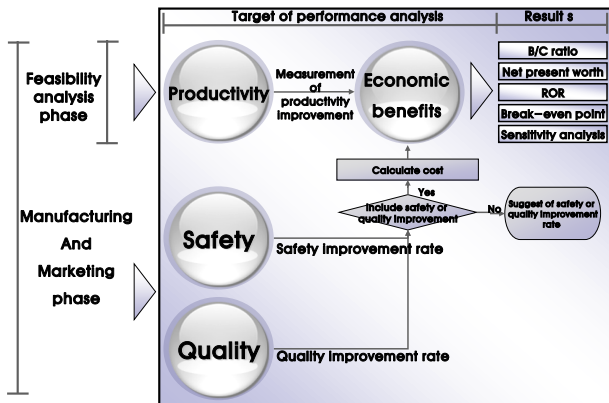 Target of performance analysis
Result s
Feasibility
analysis
phase
Productivity
Measurement
of
productivity
improvement
Economic
benefits
B/C ratio
Net present worth
ROR
Break-even point
Sensitivity analysis
Calculate cost
Yes
Include safety or
quality improvement
No
Suggest of safety or
quality improvement
rate
Manufacturing
And
Marketing
phase
Safety
Safety improvement rate
Quality
Quality improvement rate